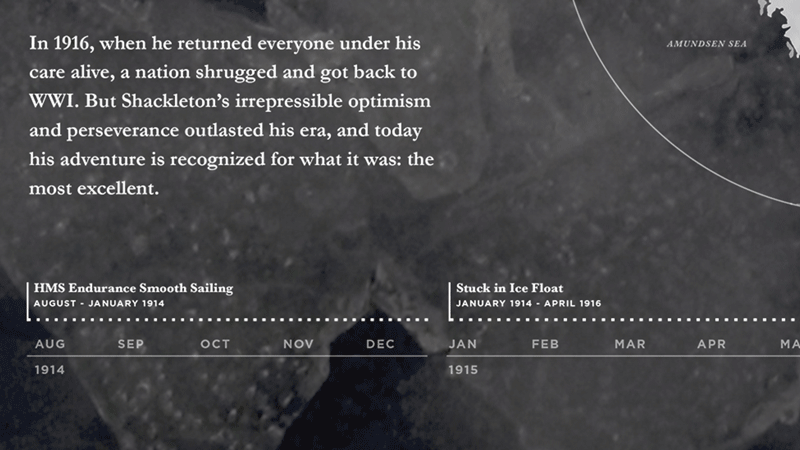 In 1916, when he returned everyone under his
care alive, a nation shrugged and got back to
WWI. But Shackleton's irrepressible optimism
and perseverance outlasted his era, and today
his adventure is recognized for what it was: the
most excellent.
AMUNDSEN SEA
HMS Endurance Smooth Sailing
AUGUST - JANUARY 1914
AUG SEP OCT NOV DEC
1914
Stuck in Ice Float
JANUARY 1914 - APRIL 1916
JAN FEB MAR APR MA
1915